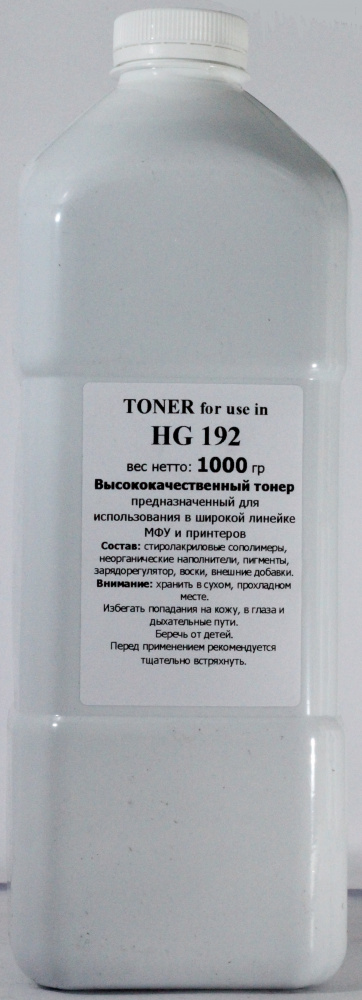 TONER for use in
HG 192
вес нетто: 1000 гр
Высококачественный тонер
предназначенный для
использования в широкой линейке
МФУ и принтеров
Состав: стиролакриловые сополимеры,
неорганические наполнители, пигменты,
зарядорегулятор, воски, внешние добавки.
Внимание: хранить в сухом, прохладном
месте.
Избегать попадания на кожу, в глаза и
дыхательные пути.
Беречь от детей.
Перед применением рекомендуется
тщательно встряхнуть.